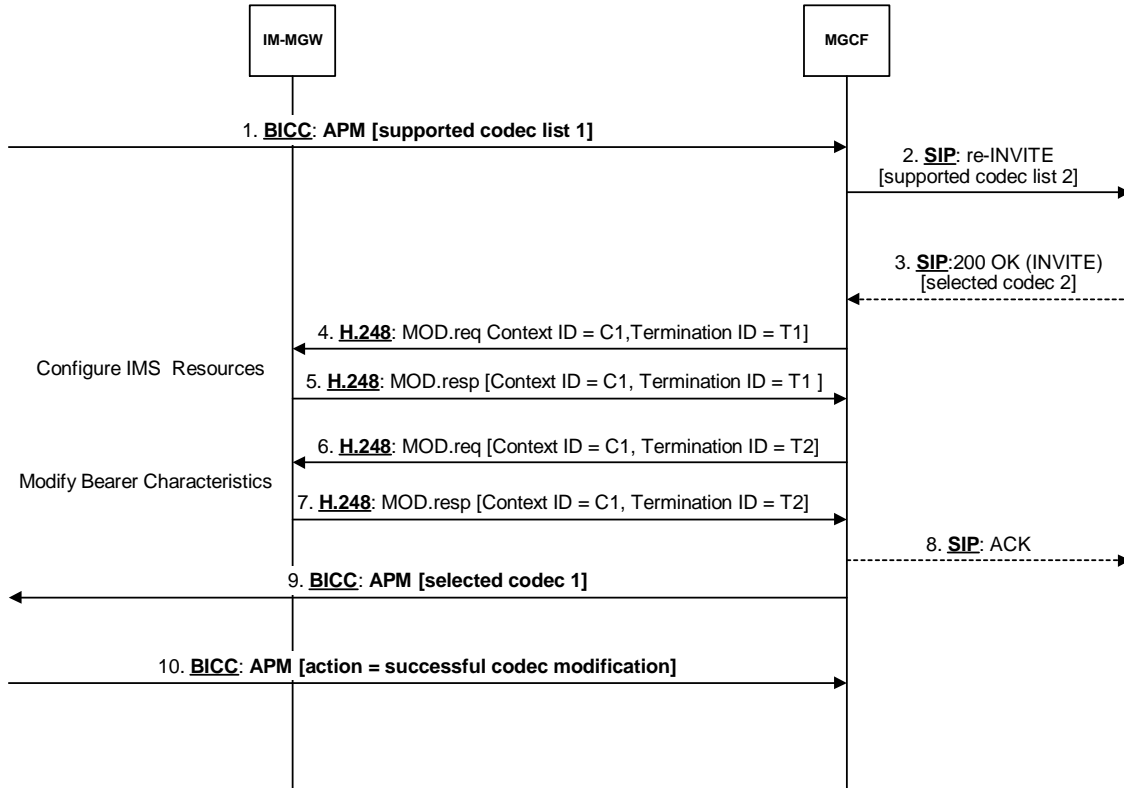 IM-MGW
MGCF
1. BICC: APM [supported codec list 1]
2. SIP: re-INVITE
[supported codec list 2]
3. SIP:200 OK (INVITE)
[selected codec 2]
4. H.248: MOD.req Context ID = C1,Termination ID = T1]
Configure IMS Resources
5. H.248: MOD.resp [Context ID = C1, Termination ID = T1 ]
6. H.248: MOD.req [Context ID = C1, Termination ID = T2]
Modify Bearer Characteristics
7. H.248: MOD.resp [Context ID = C1, Termination ID = T2]
8. SIP: ACK
9. BICC: APM [selected codec 1]
10. BICC: APM [action = successful codec modification]